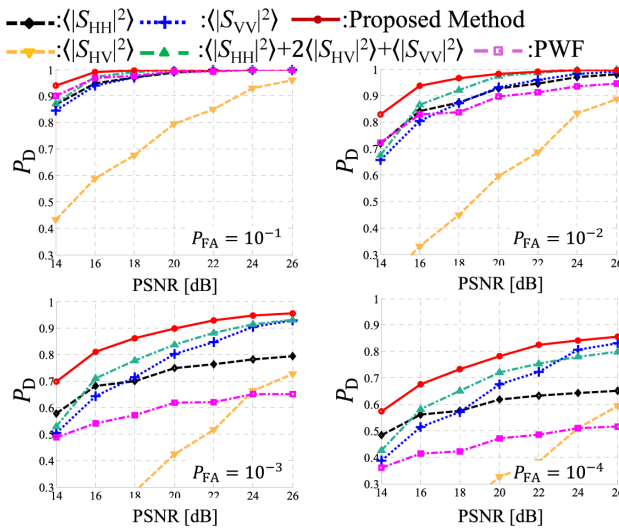 :⟨|S_HH|²⟩ :⟨|S_VV|²⟩ :Proposed Method
:⟨|S_HV|²⟩ :⟨|S_HH|²⟩+2⟨|S_HV|²⟩+⟨|S_VV|²⟩ :PWF
1
0.9
0.8
0.7
0.6
0.5
0.4
0.3
P_D
P_FA = 10⁻¹
14 16 18 20 22 24 26
PSNR [dB]
1
0.9
0.8
0.7
0.6
0.5
0.4
0.3
P_D
P_FA = 10⁻²
14 16 18 20 22 24 26
PSNR [dB]
1
0.9
0.8
0.7
0.6
0.5
0.4
0.3
P_D
P_FA = 10⁻³
14 16 18 20 22 24 26
PSNR [dB]
1
0.9
0.8
0.7
0.6
0.5
0.4
0.3
P_D
P_FA = 10⁻⁴
14 16 18 20 22 24 26
PSNR [dB]